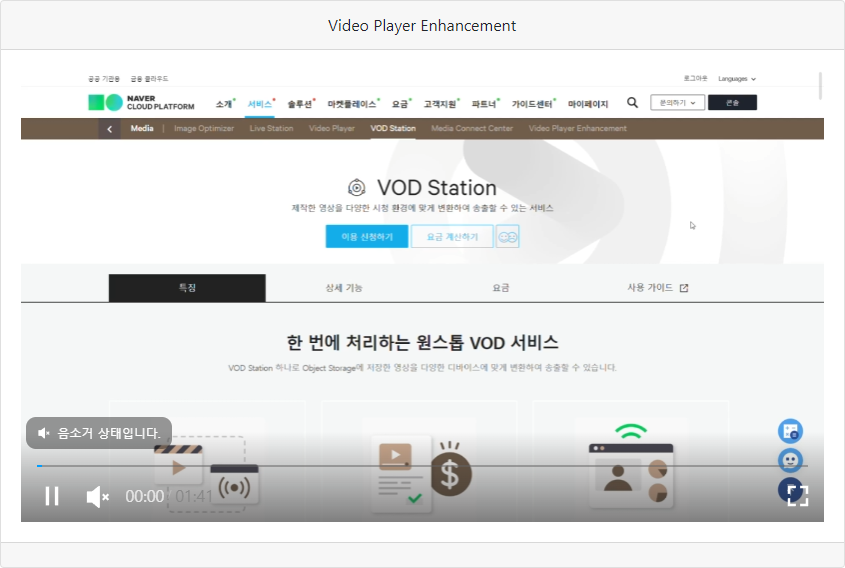 Video Player Enhancement
공공 기관용 금융 클라우드 로그아웃 Languages
NAVER
CLOUD PLATFORM
소개 서비스 솔루션 마켓플레이스 요금 고객지원 파트너 가이드센터 마이페이지 문의하기 콘솔
Media | Image Optimizer Live Station Video Player VOD Station Media Connect Center Video Player Enhancement
VOD Station
제작한 영상을 다양한 시청 환경에 맞게 변환하여 송출할 수 있는 서비스
이용 신청하기 요금 계산하기
특징 상세 기능 요금 사용 가이드
한 번에 처리하는 원스톱 VOD 서비스
VOD Station 하나로 Object Storage에 저장한 영상을 다양한 디바이스에 맞게 변환하여 송출할 수 있습니다.
음소거 상태입니다.
00:00 01:41